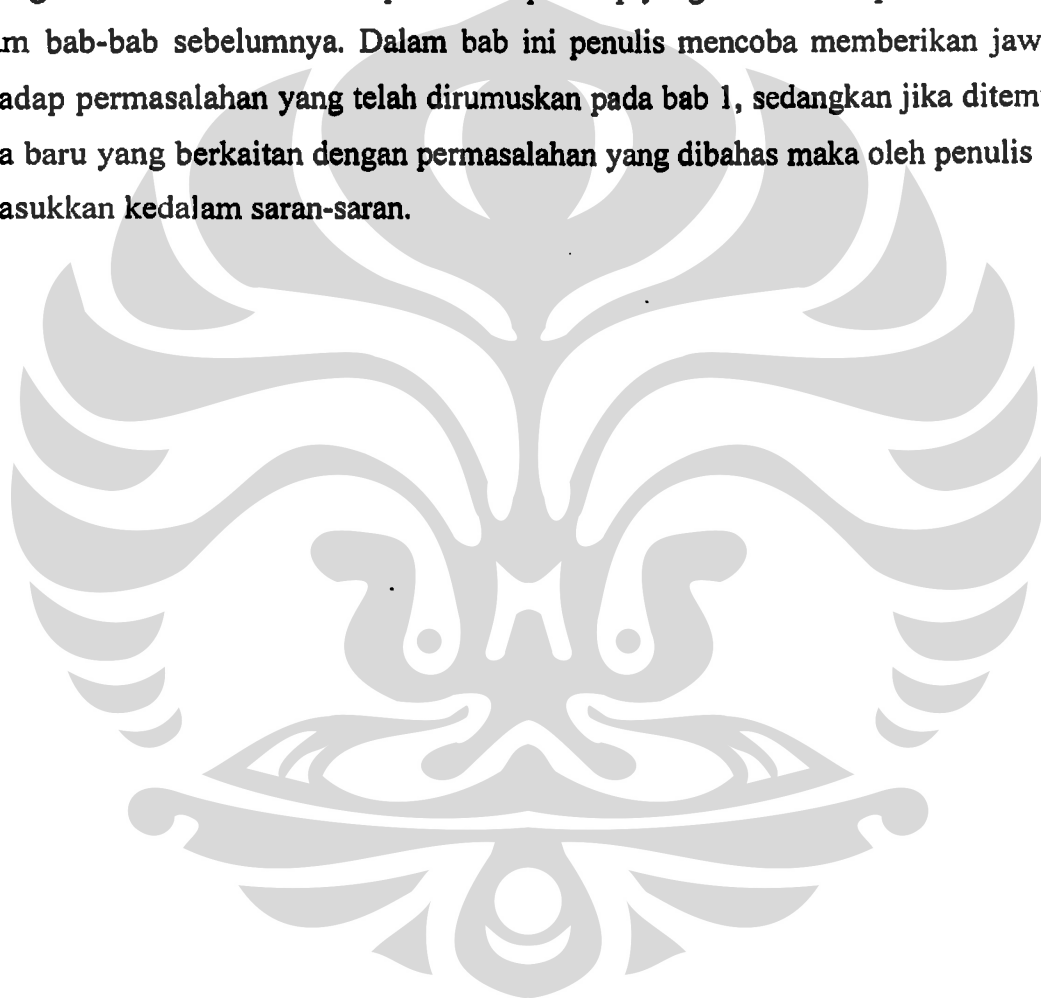 m bab-bab sebelumnya. Dalam bab ini penulis mencoba memberikan jaw
adap permasalahan yang telah dirumuskan pada bab 1, sedangkan jika ditem
a baru yang berkaitan dengan permasalahan yang dibahas maka oleh penulis
asukkan kedalam saran-saran.